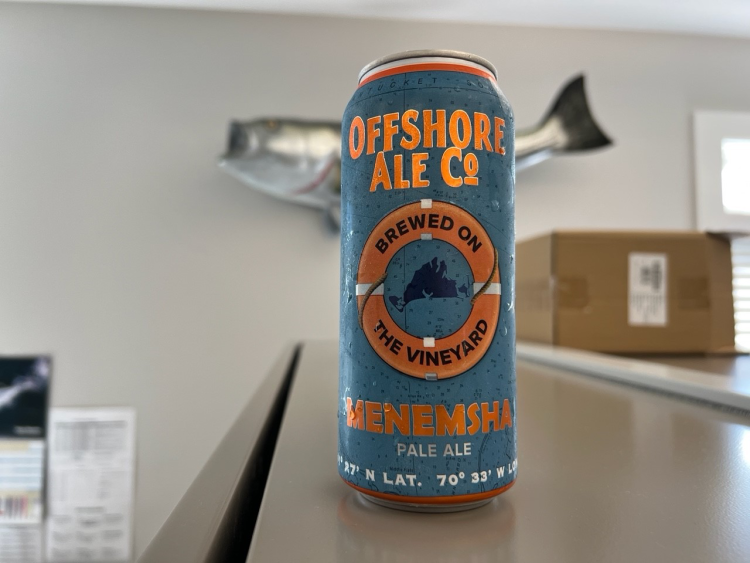 OFFSHORE
ALE Co
BREWED ON
THE VINEYARD
MENEMSHA
PALE ALE
27' N LAT. 70° 33' W LO